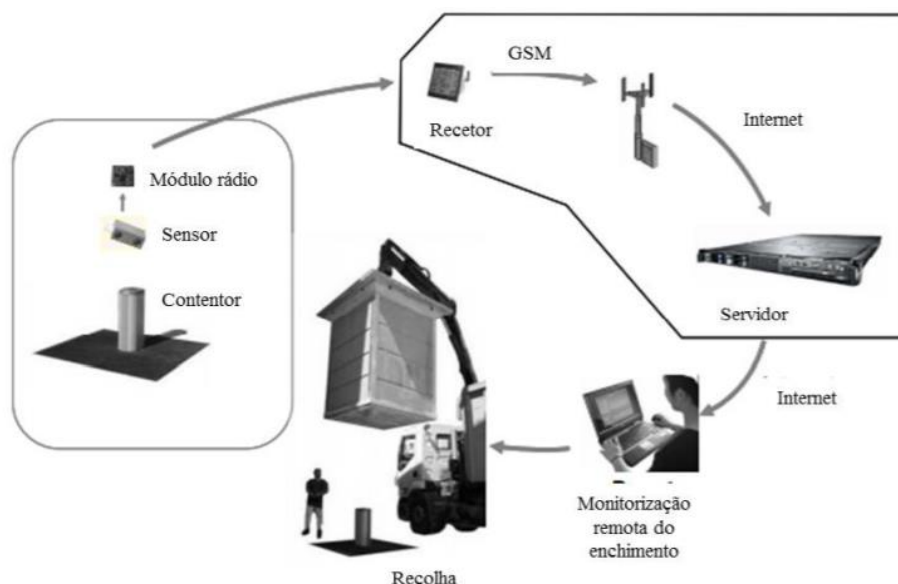 GSM
Recetor
Internet
Módulo rádio
Sensor
Contentor
Servidor
Internet
Monitorização
remota do
enchimento
Recolha